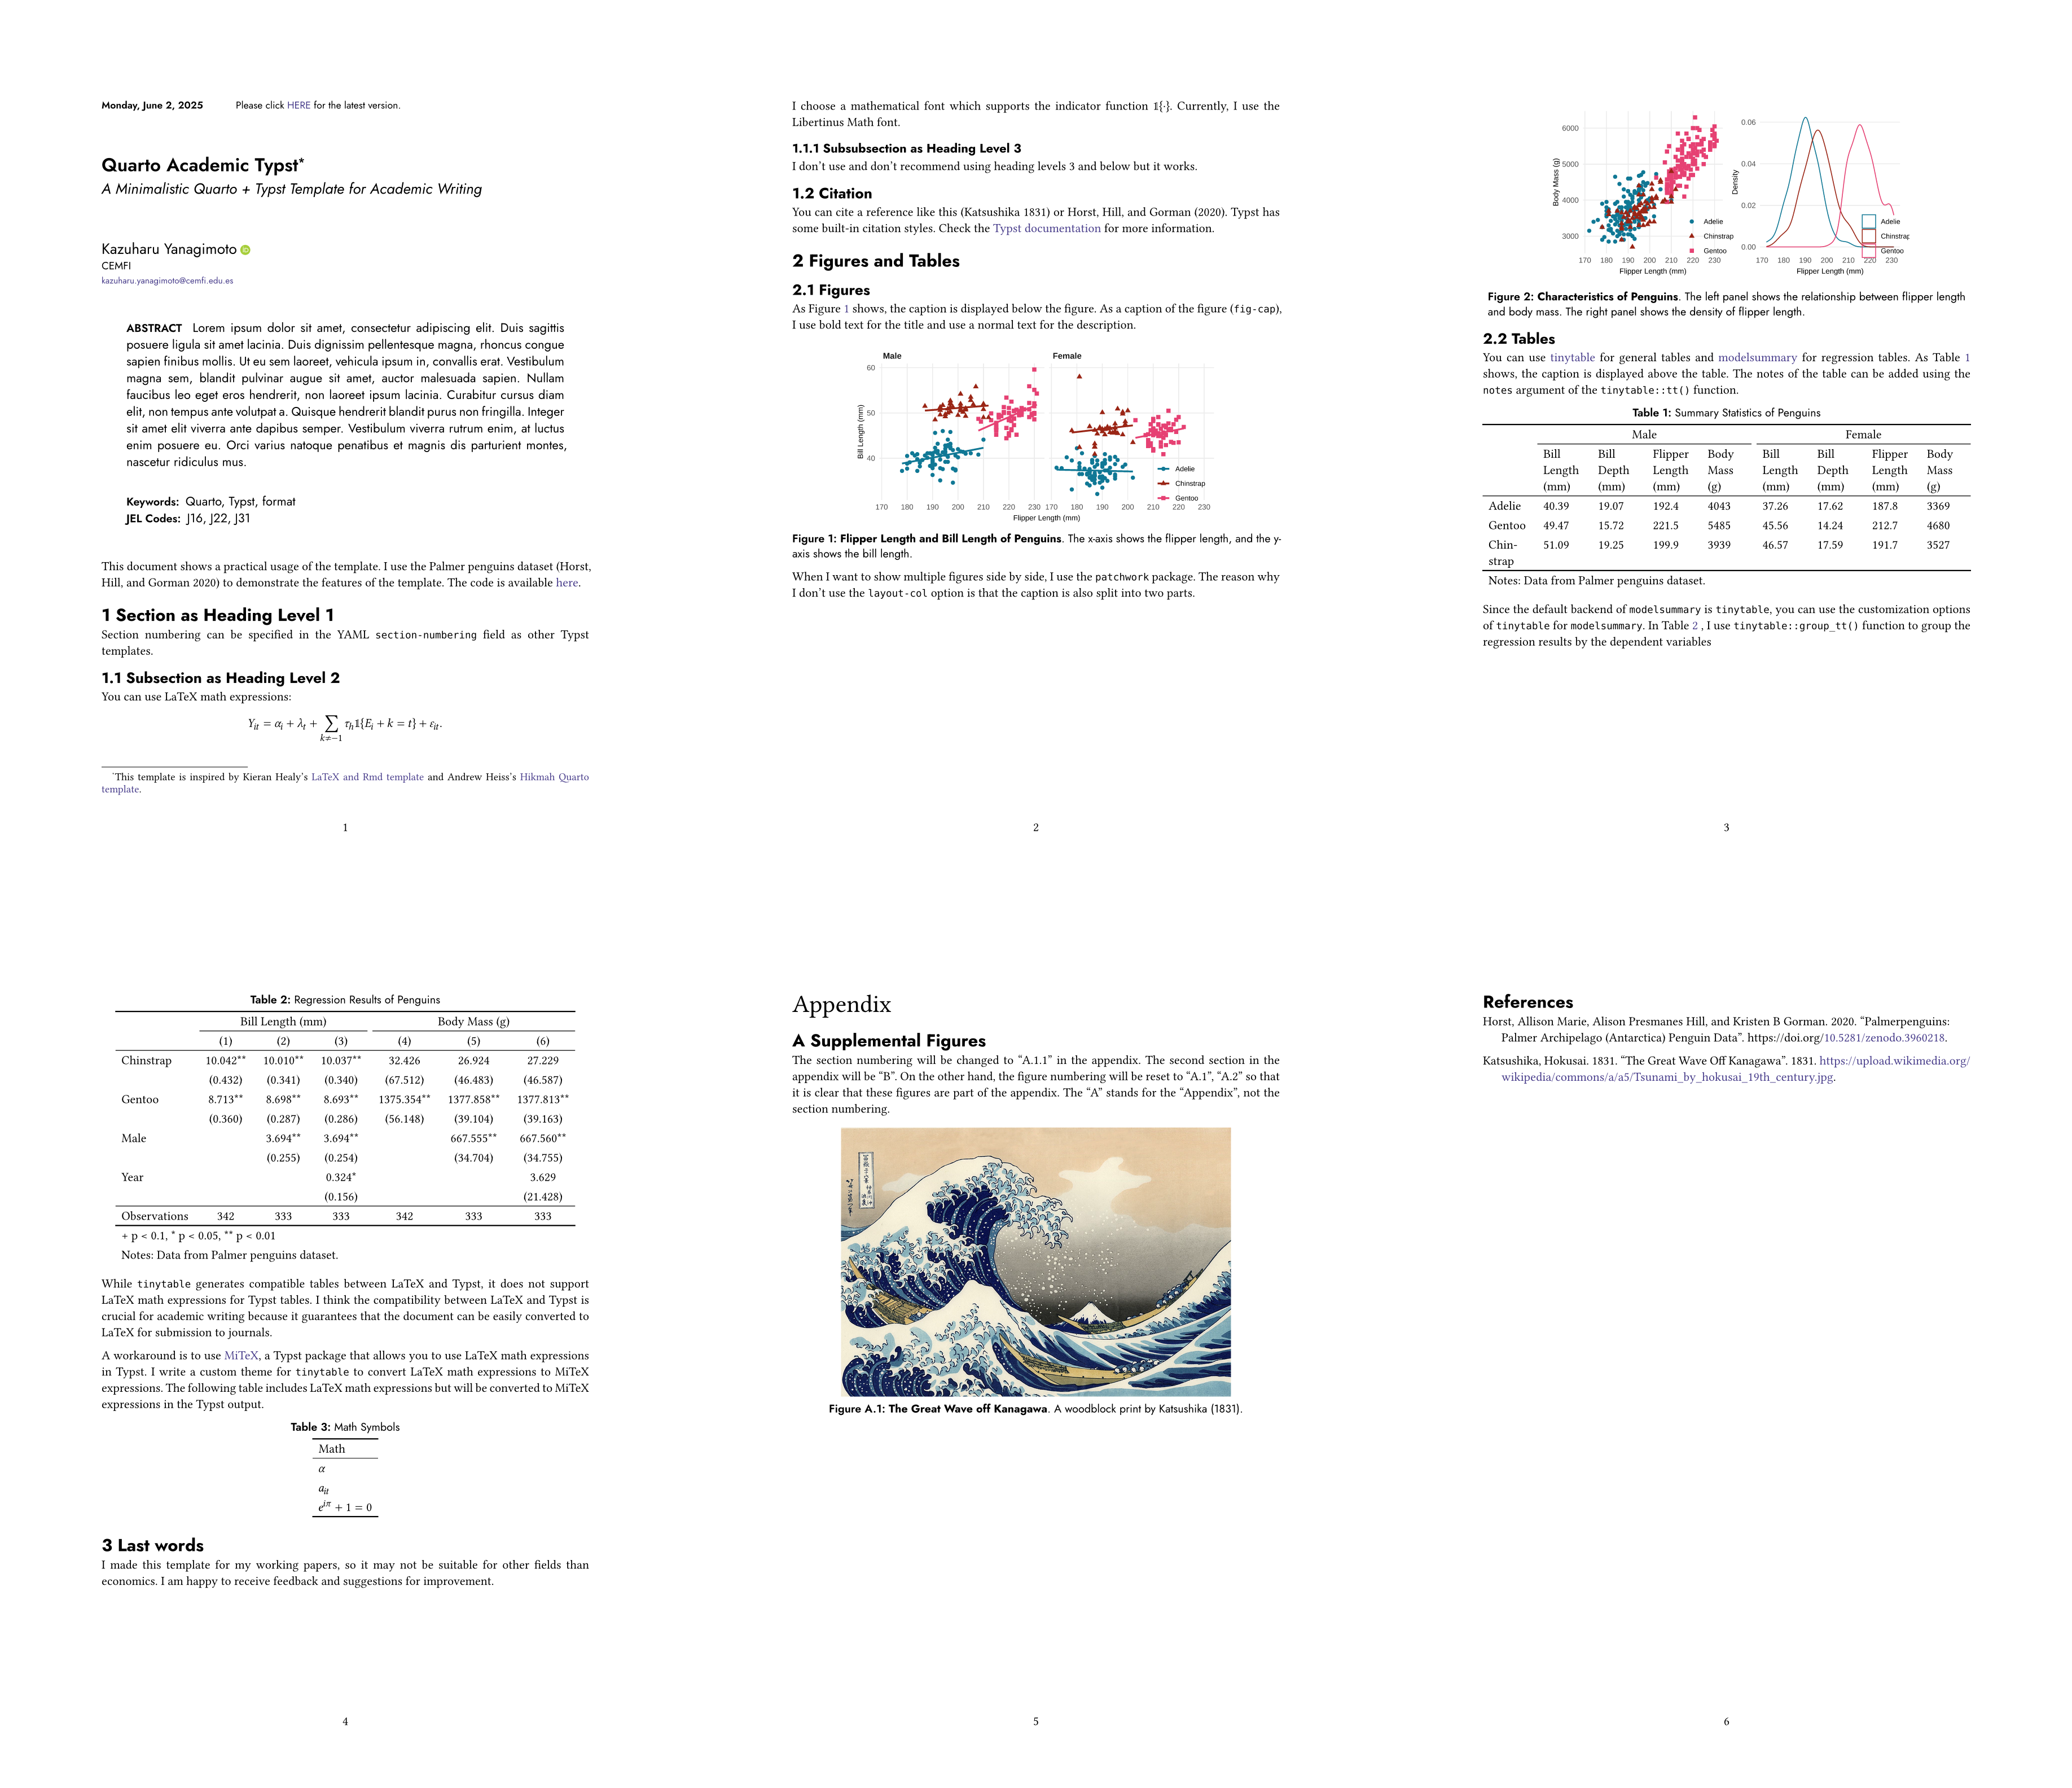 Monday, June 2, 2025 Please click HERE for the latest version.
Quarto Academic Typst*
A Minimalistic Quarto + Typst Template for Academic Writing
Kazuharu Yanagimoto
CEMFI
kazuharu.yanagimoto@cemfi.edu.es
ABSTRACT Lorem ipsum dolor sit amet, consectetur adipiscing elit. Duis sagittis
posuere ligula sit amet lacinia. Duis dignissim pellentesque magna, rhoncus congue
sapien finibus mollis. Ut eu sem laoreet, vehicula ipsum in, convallis erat. Vestibulum
magna sem, blandit pulvinar augue sit amet, auctor malesuada sapien. Nullam
faucibus leo eget eros hendrerit, non laoreet ipsum lacinia. Curabitur cursus diam
elit, non tempus ante volutpat a. Quisque hendrerit blandit purus non fringilla. Integer
sit amet elit viverra ante dapibus semper. Vestibulum viverra rutrum enim, at luctus
enim posuere eu. Orci varius natoque penatibus et magnis dis parturient montes,
nascetur ridiculus mus.
Keywords: Quarto, Typst, format
JEL Codes: J16, J22, J31
This document shows a practical usage of the template. I use the Palmer penguins dataset (Horst,
Hill, and Gorman 2020) to demonstrate the features of the template. The code is available here.
1 Section as Heading Level 1
Section numbering can be specified in the YAML section-numbering field as other Typst
templates.
1.1 Subsection as Heading Level 2
You can use LaTeX math expressions:
Y_it = α_i + λ_t + ∑_{k≠−1} τ_h 𝟙{E_i + k = t} + ε_it.
*This template is inspired by Kieran Healy's LaTeX and Rmd template and Andrew Heiss's Hikmah Quarto
template.
1
I choose a mathematical font which supports the indicator function 𝟙{·}. Currently, I use the
Libertinus Math font.
1.1.1 Subsubsection as Heading Level 3
I don't use and don't recommend using heading levels 3 and below but it works.
1.2 Citation
You can cite a reference like this (Katsushika 1831) or Horst, Hill, and Gorman (2020). Typst has
some built-in citation styles. Check the Typst documentation for more information.
2 Figures and Tables
2.1 Figures
As Figure 1 shows, the caption is displayed below the figure. As a caption of the figure (fig-cap),
I use bold text for the title and use a normal text for the description.
Male Female
60
50
40
Bill Length (mm)
Adelie
Chinstrap
Gentoo
170 180 190 200 210 220 230 170 180 190 200 210 220 230
Flipper Length (mm)
Figure 1: Flipper Length and Bill Length of Penguins. The x-axis shows the flipper length, and the y-
axis shows the bill length.
When I want to show multiple figures side by side, I use the patchwork package. The reason why
I don't use the layout-col option is that the caption is also split into two parts.
2
6000
5000
4000
3000
Body Mass (g)
Adelie
Chinstrap
Gentoo
170 180 190 200 210 220 230
Flipper Length (mm)
0.06
0.04
0.02
0.00
Density
Adelie
Chinstrap
Gentoo
170 180 190 200 210 220 230
Flipper Length (mm)
Figure 2: Characteristics of Penguins. The left panel shows the relationship between flipper length
and body mass. The right panel shows the density of flipper length.
2.2 Tables
You can use tinytable for general tables and modelsummary for regression tables. As Table 1
shows, the caption is displayed above the table. The notes of the table can be added using the
notes argument of the tinytable::tt() function.
Table 1: Summary Statistics of Penguins
Male Female
Bill Bill Flipper Body Bill Bill Flipper Body
Length Depth Length Mass Length Depth Length Mass
(mm) (mm) (mm) (g) (mm) (mm) (mm) (g)
Adelie 40.39 19.07 192.4 4043 37.26 17.62 187.8 3369
Gentoo 49.47 15.72 221.5 5485 45.56 14.24 212.7 4680
Chin- 51.09 19.25 199.9 3939 46.57 17.59 191.7 3527
strap
Notes: Data from Palmer penguins dataset.
Since the default backend of modelsummary is tinytable, you can use the customization options
of tinytable for modelsummary. In Table 2 , I use tinytable::group_tt() function to group the
regression results by the dependent variables
3
Table 2: Regression Results of Penguins
Bill Length (mm) Body Mass (g)
(1) (2) (3) (4) (5) (6)
Chinstrap 10.042** 10.010** 10.037** 32.426 26.924 27.229
(0.432) (0.341) (0.340) (67.512) (46.483) (46.587)
Gentoo 8.713** 8.698** 8.693** 1375.354** 1377.858** 1377.813**
(0.360) (0.287) (0.286) (56.148) (39.104) (39.163)
Male 3.694** 3.694** 667.555** 667.560**
(0.255) (0.254) (34.704) (34.755)
Year 0.324* 3.629
(0.156) (21.428)
Observations 342 333 333 342 333 333
+ p < 0.1, * p < 0.05, ** p < 0.01
Notes: Data from Palmer penguins dataset.
While tinytable generates compatible tables between LaTeX and Typst, it does not support
LaTeX math expressions for Typst tables. I think the compatibility between LaTeX and Typst is
crucial for academic writing because it guarantees that the document can be easily converted to
LaTeX for submission to journals.
A workaround is to use MiTeX, a Typst package that allows you to use LaTeX math expressions
in Typst. I write a custom theme for tinytable to convert LaTeX math expressions to MiTeX
expressions. The following table includes LaTeX math expressions but will be converted to MiTeX
expressions in the Typst output.
Table 3: Math Symbols
Math
α
a_it
e^{iπ} + 1 = 0
3 Last words
I made this template for my working papers, so it may not be suitable for other fields than
economics. I am happy to receive feedback and suggestions for improvement.
4
Appendix
A Supplemental Figures
The section numbering will be changed to “A.1.1” in the appendix. The second section in the
appendix will be “B”. On the other hand, the figure numbering will be reset to “A.1”, “A.2” so that
it is clear that these figures are part of the appendix. The “A” stands for the “Appendix”, not the
section numbering.
Figure A.1: The Great Wave off Kanagawa. A woodblock print by Katsushika (1831).
5
References
Horst, Allison Marie, Alison Presmanes Hill, and Kristen B Gorman. 2020. “Palmerpenguins:
Palmer Archipelago (Antarctica) Penguin Data”. https://doi.org/10.5281/zenodo.3960218.
Katsushika, Hokusai. 1831. “The Great Wave Off Kanagawa”. 1831. https://upload.wikimedia.org/
wikipedia/commons/a/a5/Tsunami_by_hokusai_19th_century.jpg.
6